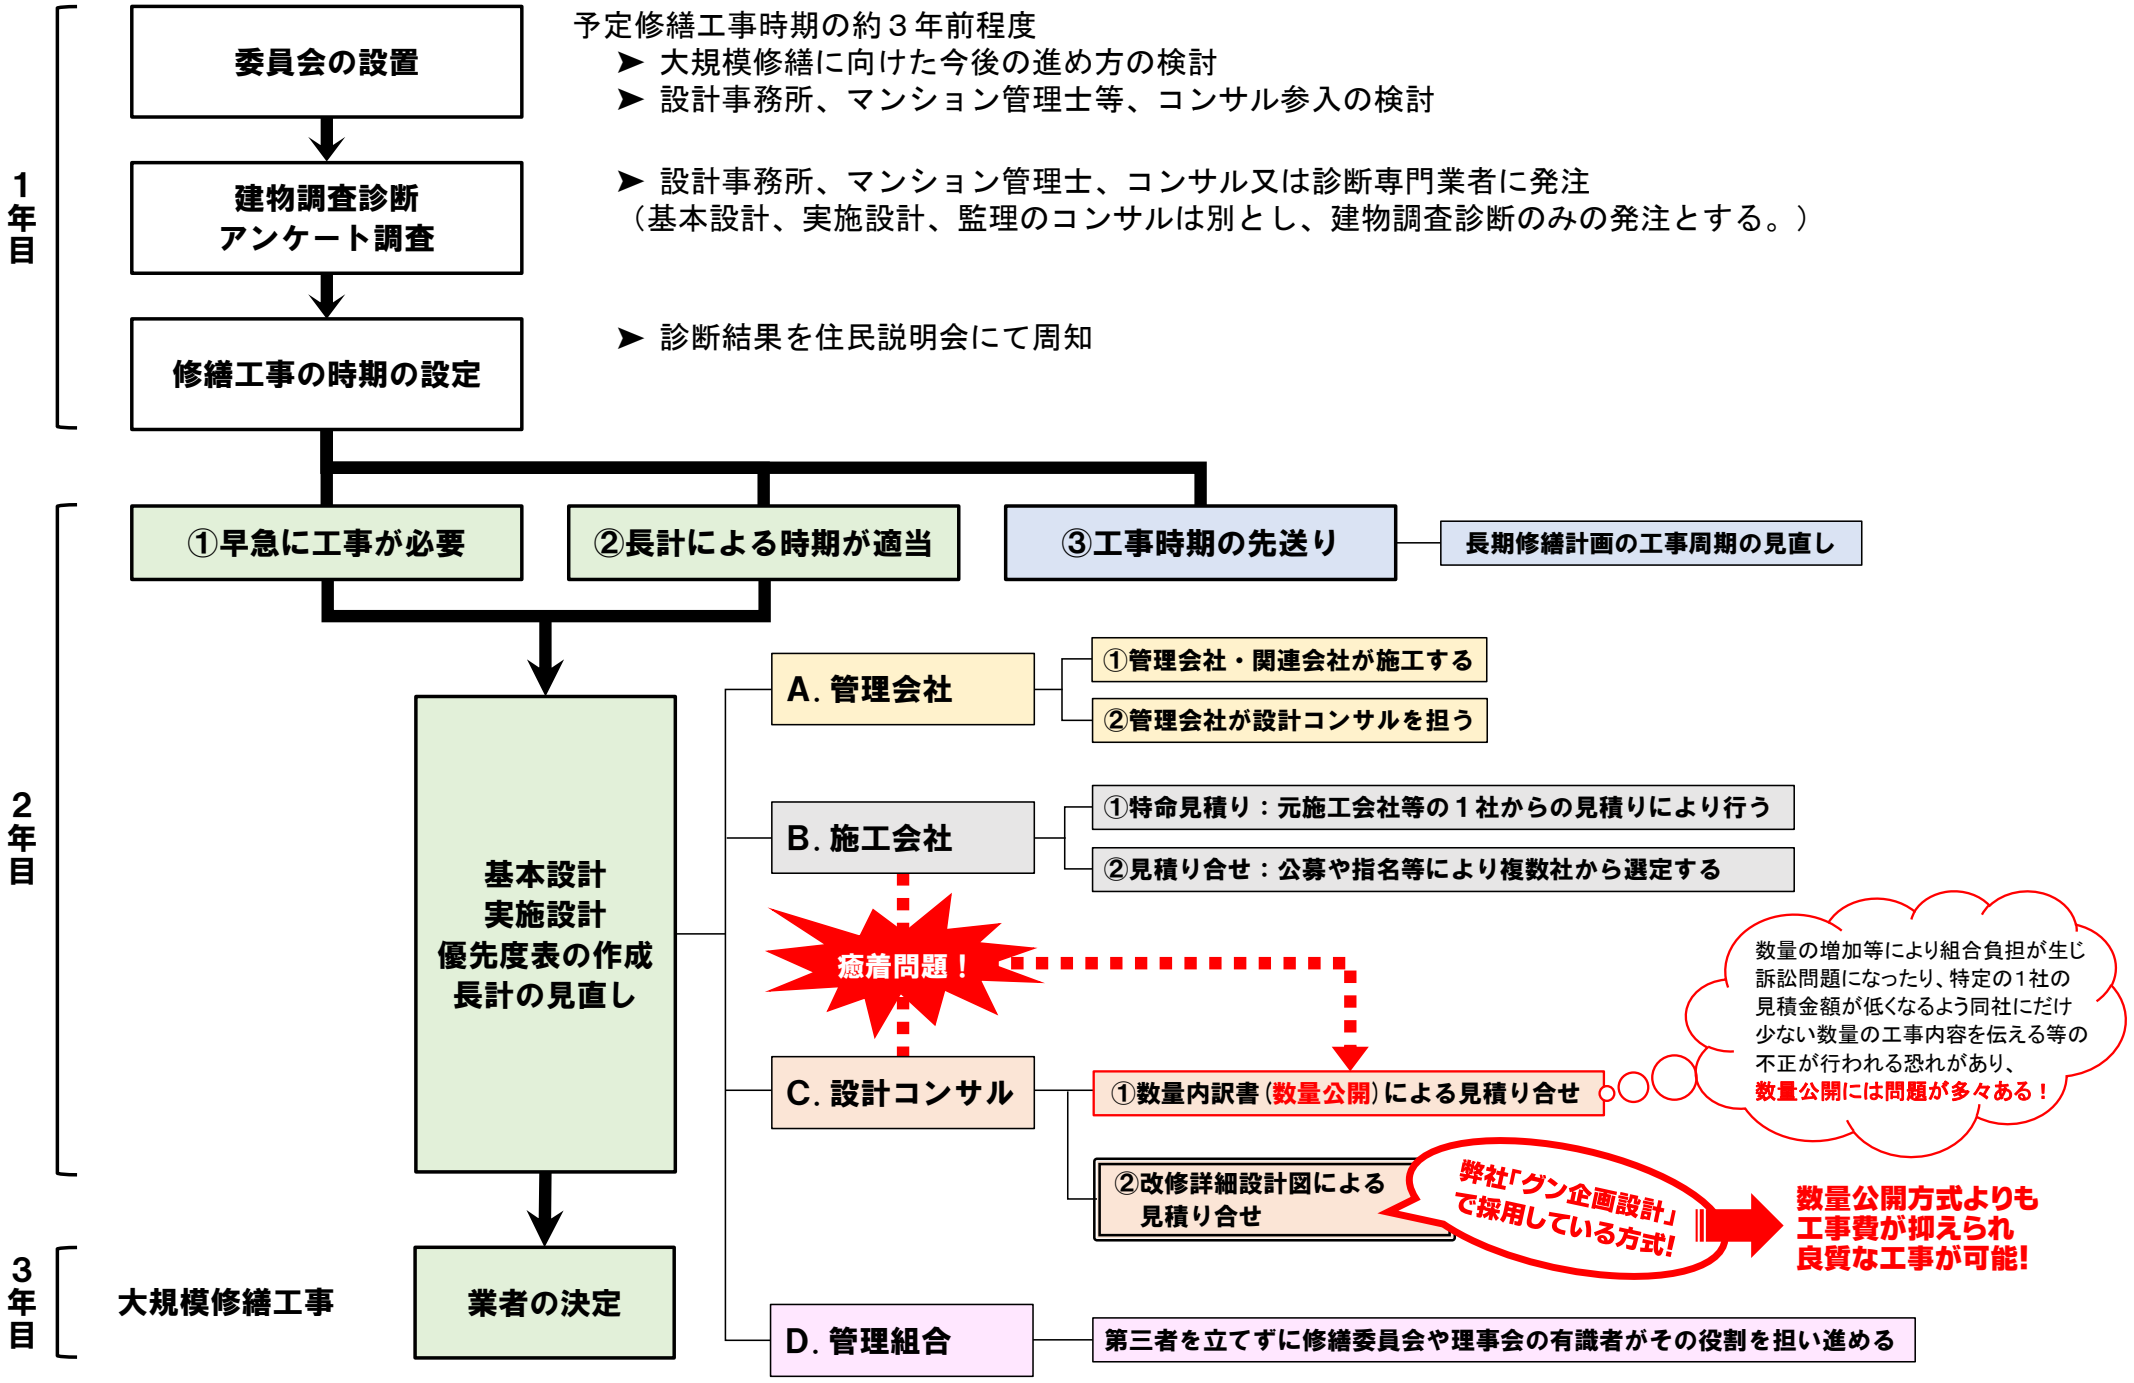 1年目
委員会の設置
予定修繕工事時期の約3年前程度
➤ 大規模修繕に向けた今後の進め方の検討
➤ 設計事務所、マンション管理士等、コンサル参入の検討
建物調査診断
アンケート調査
➤ 設計事務所、マンション管理士、コンサル又は診断専門業者に発注
（基本設計、実施設計、監理のコンサルは別とし、建物調査診断のみの発注とする。）
修繕工事の時期の設定
➤ 診断結果を住民説明会にて周知
2年目
①早急に工事が必要
②長計による時期が適当
③工事時期の先送り
長期修繕計画の工事周期の見直し
基本設計
実施設計
優先度表の作成
長計の見直し
A. 管理会社
①管理会社・関連会社が施工する
②管理会社が設計コンサルを担う
B. 施工会社
①特命見積り：元施工会社等の1社からの見積りにより行う
②見積り合せ：公募や指名等により複数社から選定する
癒着問題！
C. 設計コンサル
①数量内訳書(数量公開)による見積り合せ
数量の増加等により組合負担が生じ
訴訟問題になったり、特定の1社の
見積金額が低くなるよう同社にだけ
少ない数量の工事内容を伝える等の
不正が行われる恐れがあり、
数量公開には問題が多々ある！
②改修詳細設計図による
見積り合せ
弊社「グン企画設計」
で採用している方式!
数量公開方式よりも
工事費が抑えられ
良質な工事が可能!
3年目
大規模修繕工事
業者の決定
D. 管理組合
第三者を立てずに修繕委員会や理事会の有識者がその役割を担い進める